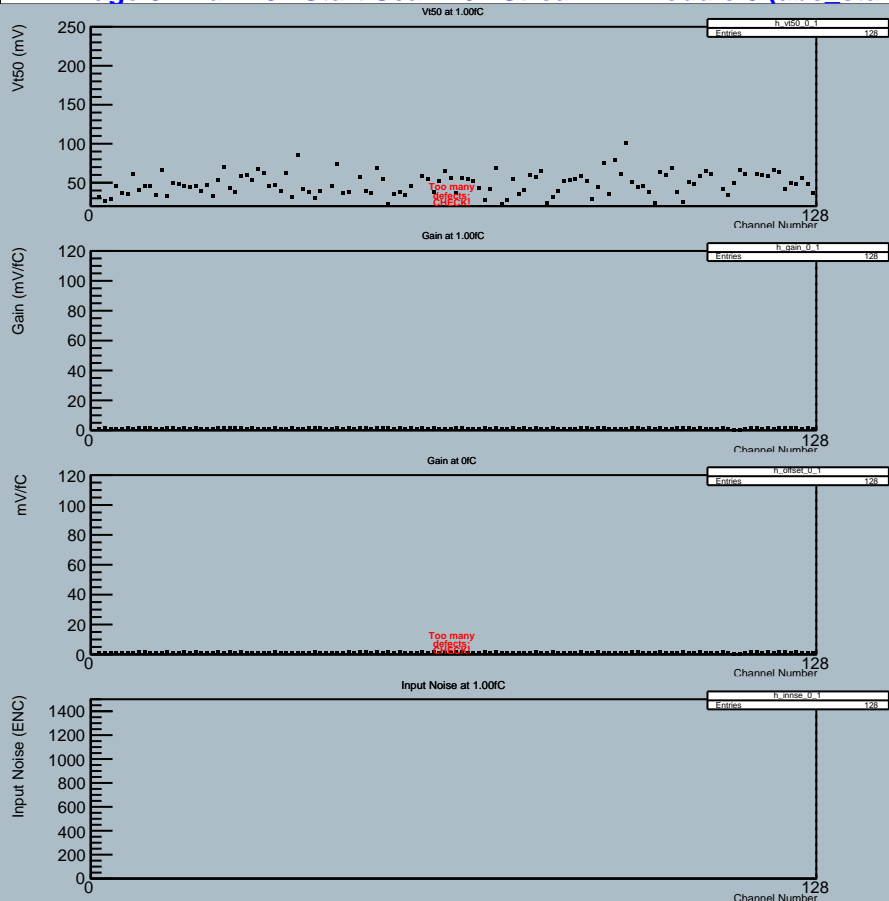 Vt50 at 1.00fC
h_vt50_0_1
Entries 128
Vt50 (mV)
250
200
150
100
50
Too many
defects:
CHECK!
0
128
Channel Number
Gain at 1.00fC
h_gain_0_1
Entries 128
Gain (mV/fC)
120
100
80
60
40
20
0
0
128
Channel Number
Gain at 0fC
h_offset_0_1
Entries 128
mV/fC
120
100
80
60
40
20
0
Too many
defects:
CHECK!
0
128
Channel Number
Input Noise at 1.00fC
h_innse_0_1
Entries 128
Input Noise (ENC)
1400
1200
1000
800
600
400
200
0
0
128
Channel Number